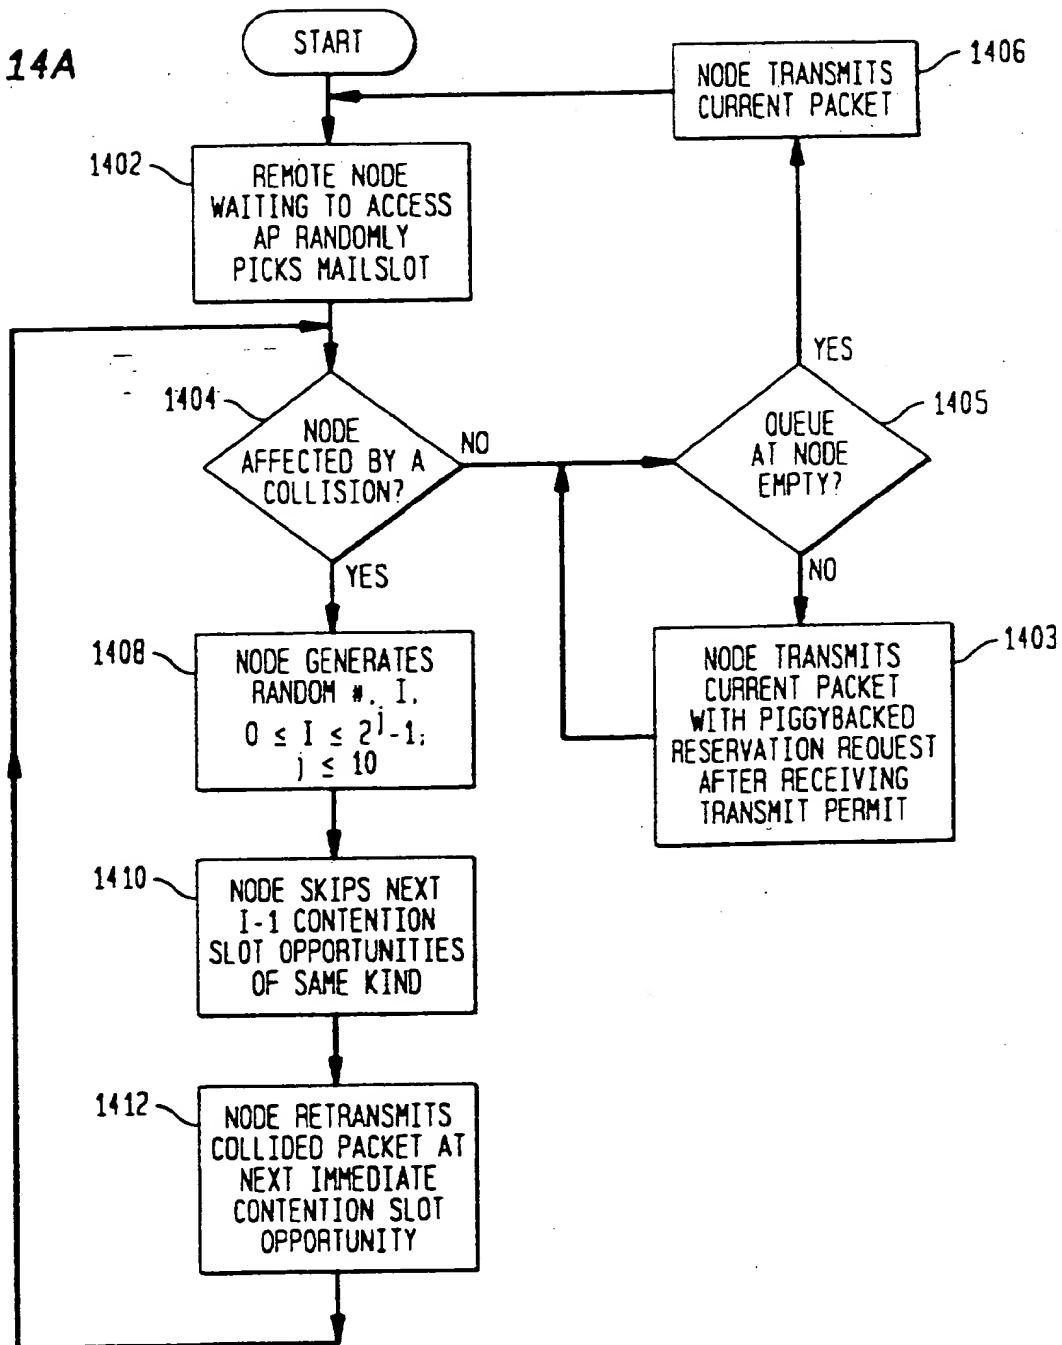 14A
START
NODE TRANSMITS
CURRENT PACKET
1406
1402
REMOTE NODE
WAITING TO ACCESS
AP RANDOMLY
PICKS MAILSLOT
1404
NODE
AFFECTED BY A
COLLISION?
NO
YES
QUEUE
AT NODE
EMPTY?
1405
YES
NO
1403
NODE TRANSMITS
CURRENT PACKET
WITH PIGGYBACKED
RESERVATION REQUEST
AFTER RECEIVING
TRANSMIT PERMIT
1408
NODE GENERATES
RANDOM #, I,
0 ≤ I ≤ 2^j-1;
j ≤ 10
1410
NODE SKIPS NEXT
I-1 CONTENTION
SLOT OPPORTUNITIES
OF SAME KIND
1412
NODE RETRANSMITS
COLLIDED PACKET AT
NEXT IMMEDIATE
CONTENTION SLOT
OPPORTUNITY